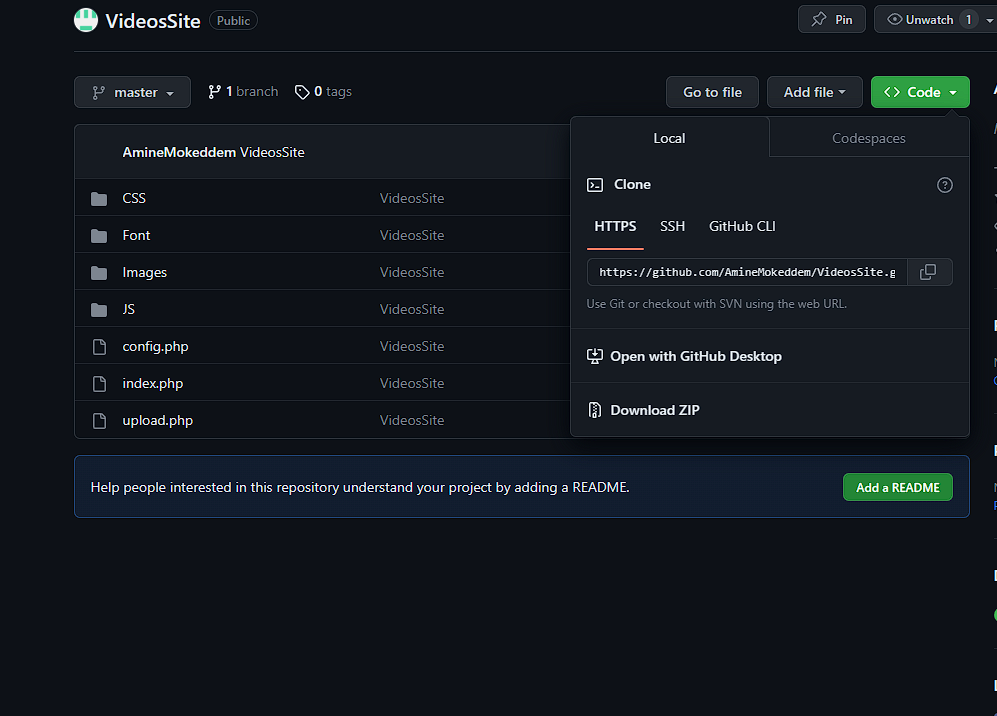 VideosSite Public Pin Unwatch 1
master 1 branch 0 tags Go to file Add file Code
Local Codespaces
AmineMokeddem VideosSite
Clone
CSS VideosSite
HTTPS SSH GitHub CLI
Font VideosSite
Images VideosSite
https://github.com/AmineMokeddem/VideosSite.g
Use Git or checkout with SVN using the web URL.
JS VideosSite
config.php VideosSite
Open with GitHub Desktop
index.php VideosSite
Download ZIP
upload.php VideosSite
Help people interested in this repository understand your project by adding a README. Add a README